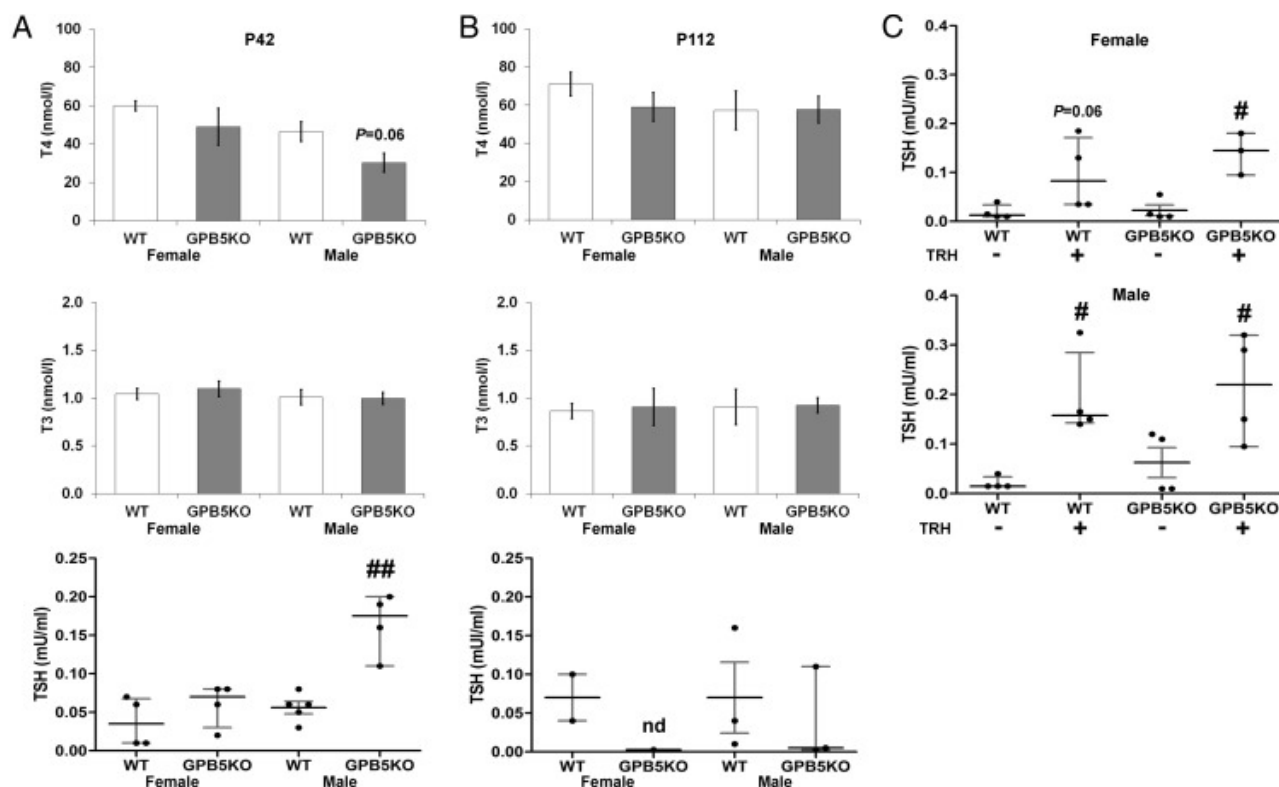 A
P42
T4 (nmol/l)
100
80
60
40
20
0
P=0.06
WT GPB5KO WT GPB5KO
Female Male
T3 (nmol/l)
2.0
1.5
1.0
0.5
0.0
WT GPB5KO WT GPB5KO
Female Male
TSH (mU/ml)
0.25
0.20
0.15
0.10
0.05
0.00
##
WT GPB5KO WT GPB5KO
Female Male
B
P112
T4 (nmol/l)
100
80
60
40
20
0
WT GPB5KO WT GPB5KO
Female Male
T3 (nmol/l)
2.0
1.5
1.0
0.5
0.0
WT GPB5KO WT GPB5KO
Female Male
TSH (mUl/ml)
0.25
0.20
0.15
0.10
0.05
0.00
nd
WT GPB5KO WT GPB5KO
Female Male
C
Female
TSH (mU/ml)
0.4
0.3
0.2
0.1
0.0
P=0.06
#
WT WT GPB5KO GPB5KO
TRH - + - +
Male
TSH (mU/ml)
0.4
0.3
0.2
0.1
0.0
# #
WT WT GPB5KO GPB5KO
TRH - + - +